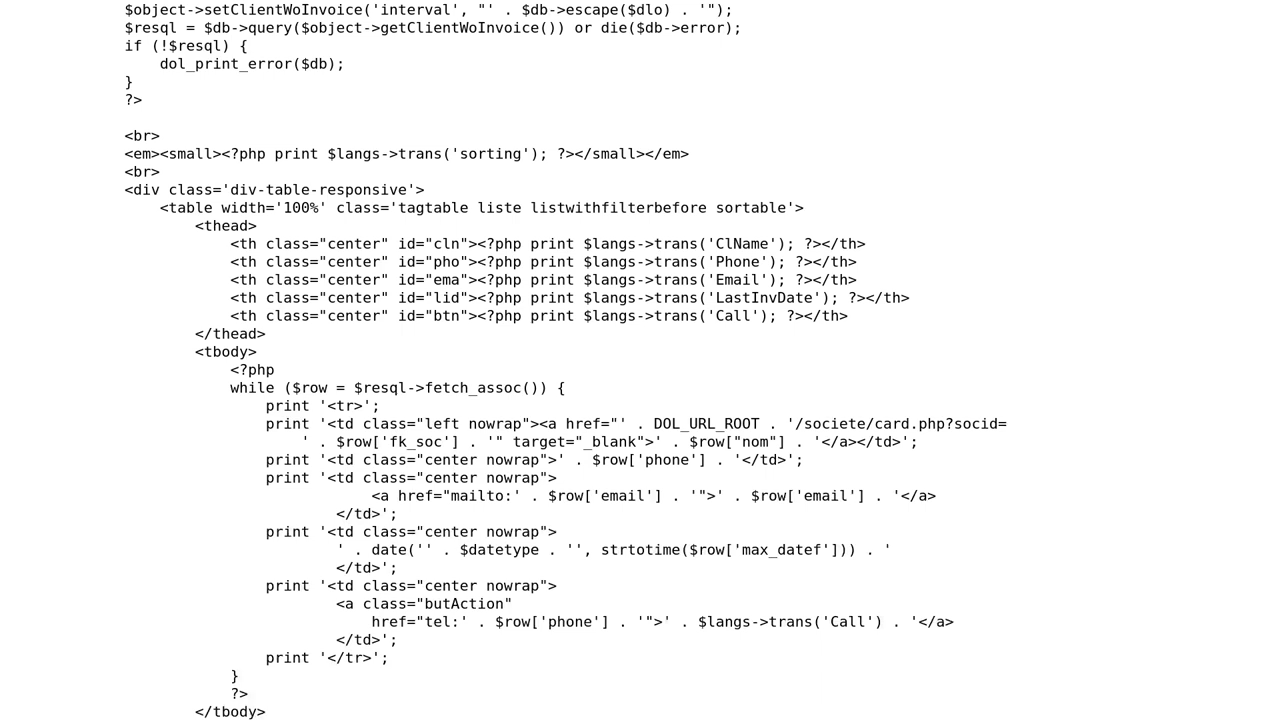 $object->setClientWoInvoice('interval', "' . $db->escape($dlo) . '");
$resql = $db->query($object->getClientWoInvoice()) or die($db->error);
if (!$resql) {
    dol_print_error($db);
}
?>

<br>
<em><small><?php print $langs->trans('sorting'); ?></small></em>
<br>
<div class='div-table-responsive'>
    <table width='100%' class='tagtable liste listwithfilterbefore sortable'>
        <thead>
            <th class="center" id="cln"><?php print $langs->trans('ClName'); ?></th>
            <th class="center" id="pho"><?php print $langs->trans('Phone'); ?></th>
            <th class="center" id="ema"><?php print $langs->trans('Email'); ?></th>
            <th class="center" id="lid"><?php print $langs->trans('LastInvDate'); ?></th>
            <th class="center" id="btn"><?php print $langs->trans('Call'); ?></th>
        </thead>
        <tbody>
            <?php
            while ($row = $resql->fetch_assoc()) {
                print '<tr>';
                print '<td class="left nowrap><a href="' . DOL_URL_ROOT . '/societe/card.php?socid=
                    ' . $row['fk_soc'] . '" target="_blank">' . $row["nom"] . '</a></td>';
                print '<td class="center nowrap>' . $row['phone'] . '</td>';
                print '<td class="center nowrap>
                            <a href="mailto:' . $row['email'] . '">' . $row['email'] . '</a>
                        </td>';
                print '<td class="center nowrap>
                        ' . date('' . $datetype . '', strtotime($row['max_datef'])) . '
                        </td>';
                print '<td class="center nowrap>
                        <a class="butAction"
                            href="tel:' . $row['phone'] . '">' . $langs->trans('Call') . '</a>
                        </td>';
                print '</tr>';
            }
            ?>
        </tbody>